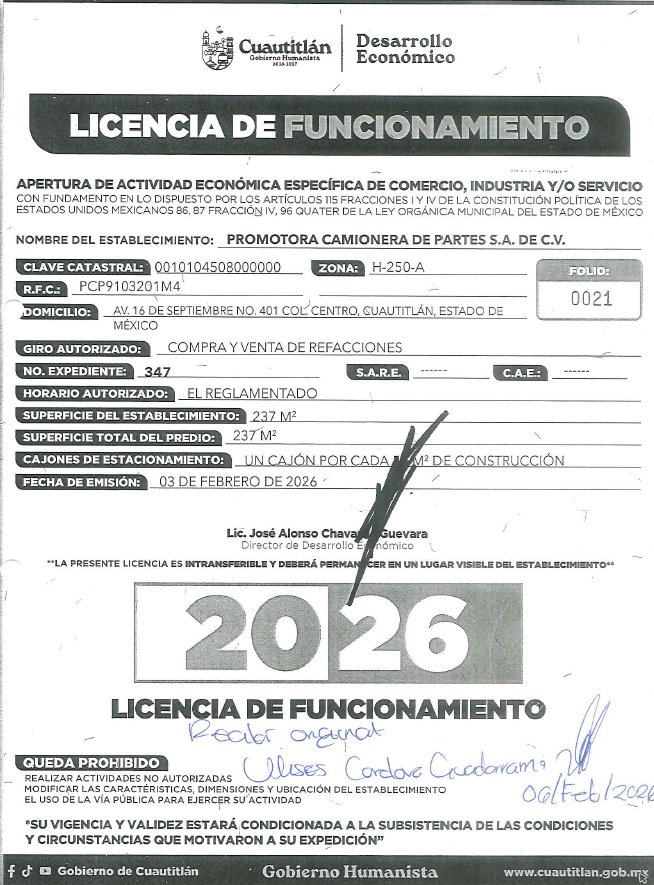 Cuautitlán
Gobierno Humanista
2025-2027
Desarrollo
Económico
LICENCIA DE FUNCIONAMIENTO
APERTURA DE ACTIVIDAD ECONÓMICA ESPECÍFICA DE COMERCIO, INDUSTRIA Y/O SERVICIO
CON FUNDAMENTO EN LO DISPUESTO POR LOS ARTÍCULOS 115 FRACCIONES I Y IV DE LA CONSTITUCIÓN POLÍTICA DE LOS
ESTADOS UNIDOS MEXICANOS 86, 87 FRACCIÓN IV, 96 QUATER DE LA LEY ORGÁNICA MUNICIPAL DEL ESTADO DE MÉXICO
NOMBRE DEL ESTABLECIMIENTO: PROMOTORA CAMIONERA DE PARTES S.A. DE C.V.
CLAVE CATASTRAL: 0010104508000000 ZONA: H-250-A
FOLIO:
0021
R.F.C.: PCP9103201M4
DOMICILIO: AV. 16 DE SEPTIEMBRE NO. 401 COL. CENTRO, CUAUTITLÁN, ESTADO DE
MÉXICO
GIRO AUTORIZADO: COMPRA Y VENTA DE REFACCIONES
NO. EXPEDIENTE: 347 S.A.R.E. ------ C.A.E.: ------
HORARIO AUTORIZADO: EL REGLAMENTADO
SUPERFICIE DEL ESTABLECIMIENTO: 237 M²
SUPERFICIE TOTAL DEL PREDIO: 237 M²
CAJONES DE ESTACIONAMIENTO: UN CAJÓN POR CADA M² DE CONSTRUCCIÓN
FECHA DE EMISIÓN: 03 DE FEBRERO DE 2026
Lic. José Alonso Guevara
Director de Desarrollo Económico
**LA PRESENTE LICENCIA ES INTRANSFERIBLE Y DEBERÁ PERMANECER EN UN LUGAR VISIBLE DEL ESTABLECIMIENTO**
2026
LICENCIA DE FUNCIONAMIENTO
Recibi original
Ulises Cordova Guadarrama
06/Feb/2026
QUEDA PROHIBIDO
REALIZAR ACTIVIDADES NO AUTORIZADAS
MODIFICAR LAS CARACTERÍSTICAS, DIMENSIONES Y UBICACIÓN DEL ESTABLECIMIENTO
EL USO DE LA VÍA PÚBLICA PARA EJERCER SU ACTIVIDAD
"SU VIGENCIA Y VALIDEZ ESTARÁ CONDICIONADA A LA SUBSISTENCIA DE LAS CONDICIONES
Y CIRCUNSTANCIAS QUE MOTIVARON A SU EXPEDICIÓN"
Gobierno de Cuautitlán
Gobierno Humanista
www.cuautitlan.gob.mx